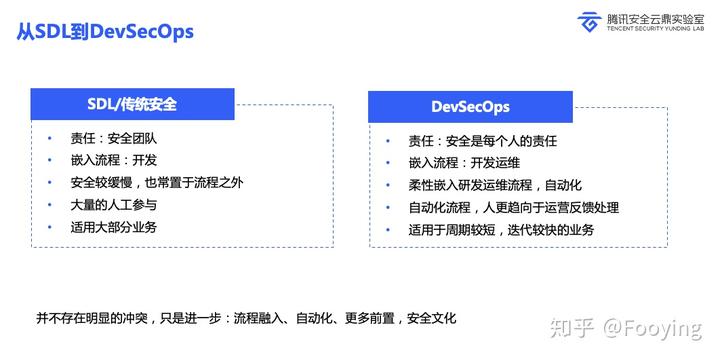 从SDL到DevSecOps
腾讯安全云鼎实验室
TENCENT SECURITY YUNDING LAB
SDL/传统安全
• 责任：安全团队
• 嵌入流程：开发
• 安全较缓慢，也常置于流程之外
• 大量的人工参与
• 适用大部分业务
DevSecOps
• 责任：安全是每个人的责任
• 嵌入流程：开发运维
• 柔性嵌入研发运维流程，自动化
• 自动化流程，人更趋向于运营反馈处理
• 适用于周期较短，迭代较快的业务
并不存在明显的冲突，只是进一步：流程融入、自动化、更多前置，安全文化
知乎 @Fooying